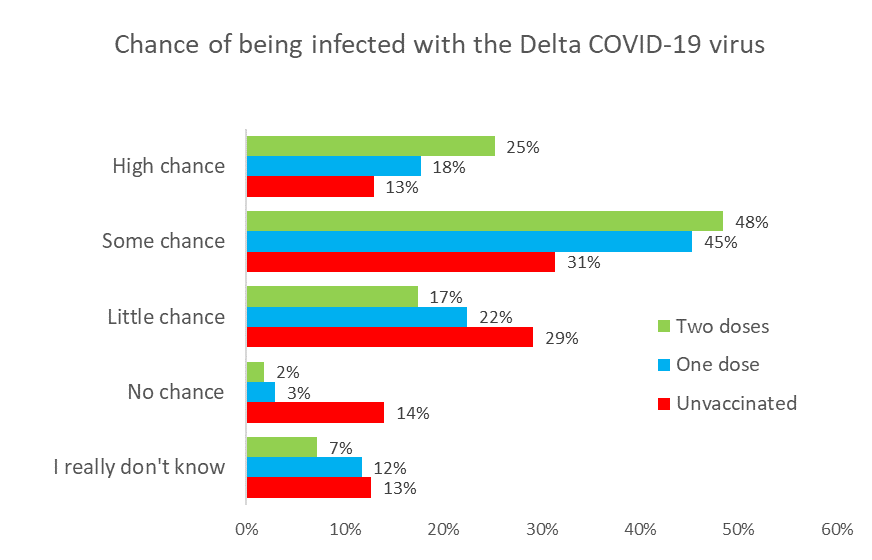 Chance of being infected with the Delta COVID-19 virus
High chance
25%
18%
13%
Some chance
48%
45%
31%
Little chance
17%
22%
29%
No chance
2%
3%
14%
I really don't know
7%
12%
13%
Two doses
One dose
Unvaccinated
0% 10% 20% 30% 40% 50% 60%